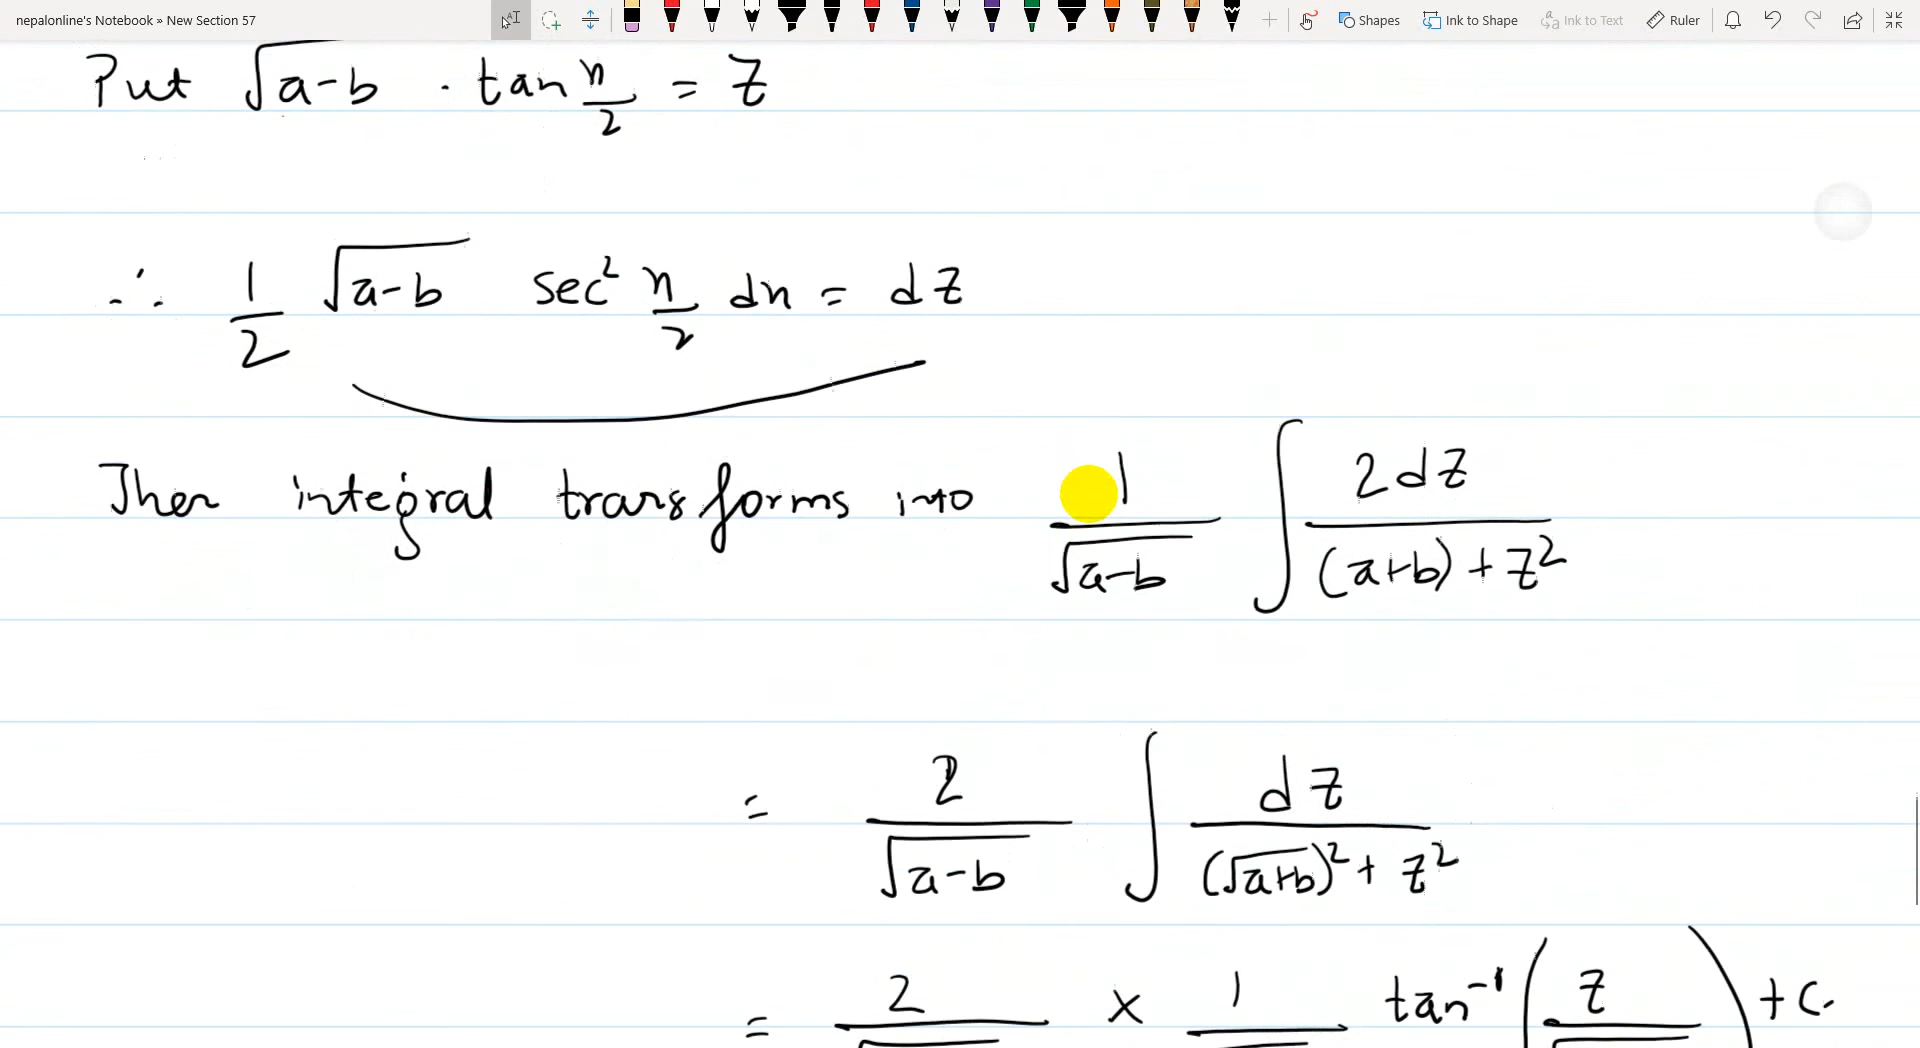 nepalonline's Notebook » New Section 57
Shapes Ink to Shape Ink to Text Ruler
Put √a-b · tan x/2 = z
∴ 1/2 √a-b sec² x/2 dx = dz
Then integral transforms into 1/√a-b ∫ 2dz/(a+b)+z²
= 2/√a-b ∫ dz/(√a+b)²+ z²
= 2 × 1 tan⁻¹ ( z ) +c.